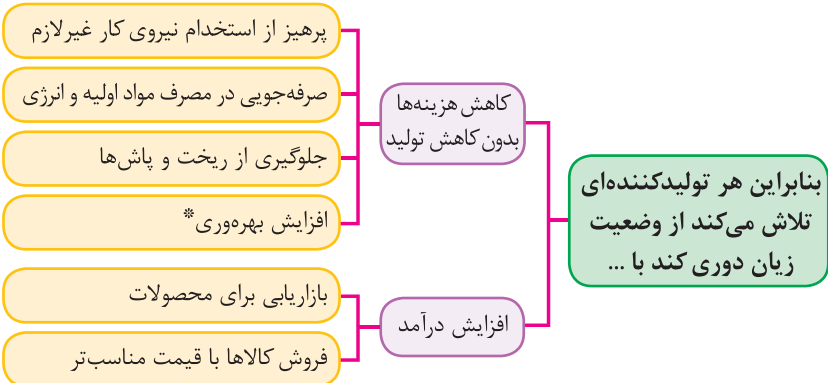 بنابراین هر تولیدکننده‌ای
تلاش می‌کند از وضعیت
زیان دوری کند با ...
کاهش هزینه‌ها
بدون کاهش تولید
پرهیز از استخدام نیروی کار غیرلازم
صرفه‌جویی در مصرف مواد اولیه و انرژی
جلوگیری از ریخت و پاش‌ها
افزایش بهره‌وری*
افزایش درآمد
بازاریابی برای محصولات
فروش کالاها با قیمت مناسب‌تر